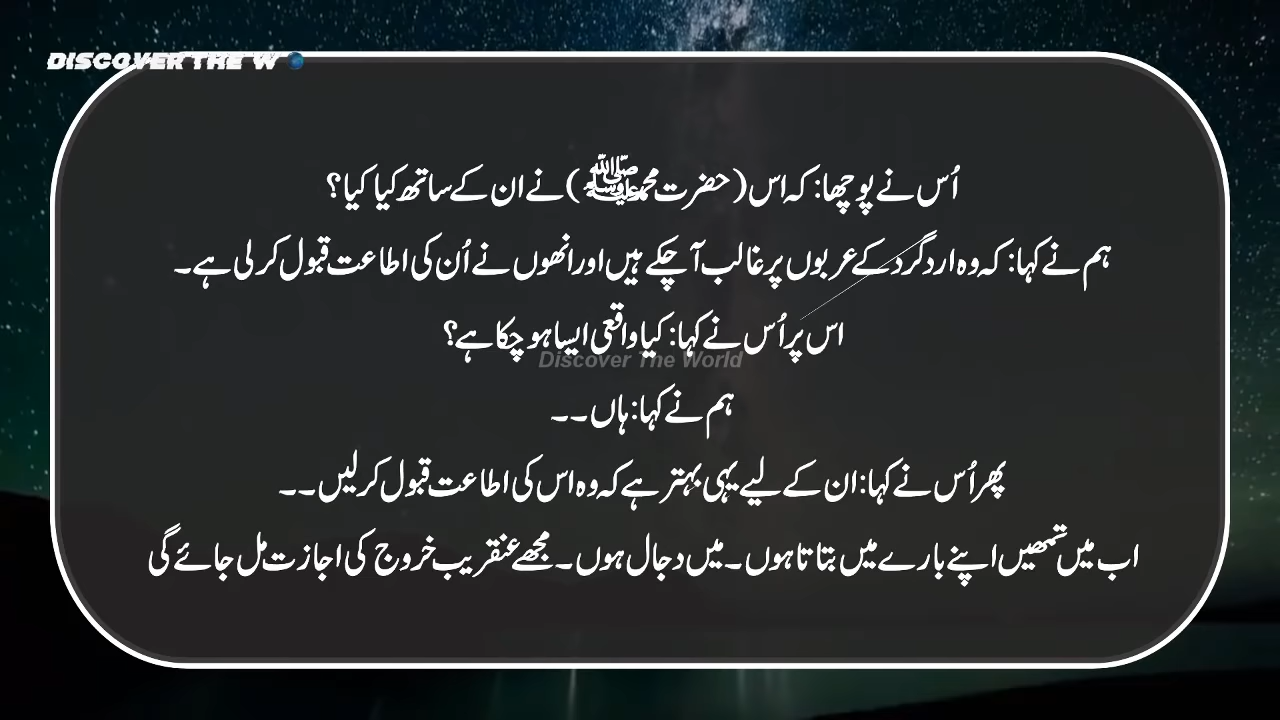 DISCOVER THE W
اُس نے پوچھا: کہ اس (حضرت محمد ﷺ) نے ان کے ساتھ کیا کیا؟
ہم نے کہا: کہ وہ ارد گرد کے عربوں پر غالب آ چکے ہیں اور انھوں نے اُن کی اطاعت قبول کر لی ہے۔
اس پر اُس نے کہا: کیا واقعی ایسا ہو چکا ہے؟
Discover The World
ہم نے کہا: ہاں۔۔
پھر اُس نے کہا: ان کے لیے یہی بہتر ہے کہ وہ اس کی اطاعت قبول کر لیں۔۔
اب میں تمھیں اپنے بارے میں بتاتا ہوں۔ میں دجال ہوں۔ مجھے عنقریب خروج کی اجازت مل جائے گی